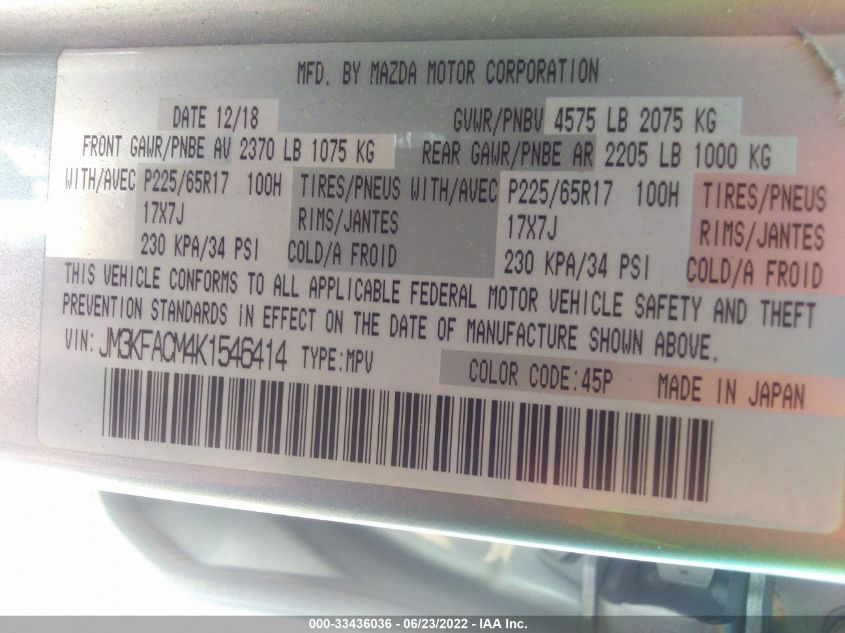 MFD. BY MAZDA MOTOR CORPORATION
DATE 12/18 GVWR/PNBV 4575 LB 2075 KG
FRONT GAWR/PNBE AV 2370 LB 1075 KG REAR GAWR/PNBE AR 2205 LB 1000 KG
WITH/AVEC P225/65R17 100H TIRES/PNEUS WITH/AVEC P225/65R17 100H TIRES/PNEUS
17X7J RIMS/JANTES 17X7J RIMS/JANTES
230 KPA/34 PSI COLD/A FROID 230 KPA/34 PSI COLD/A FROID
THIS VEHICLE CONFORMS TO ALL APPLICABLE FEDERAL MOTOR VEHICLE SAFETY AND THEFT
PREVENTION STANDARDS IN EFFECT ON THE DATE OF MANUFACTURE SHOWN ABOVE.
VIN: JM3KFACM4K1546414 TYPE:MPV
COLOR CODE:45P MADE IN JAPAN
000-33436036 - 06/23/2022 - IAA Inc.